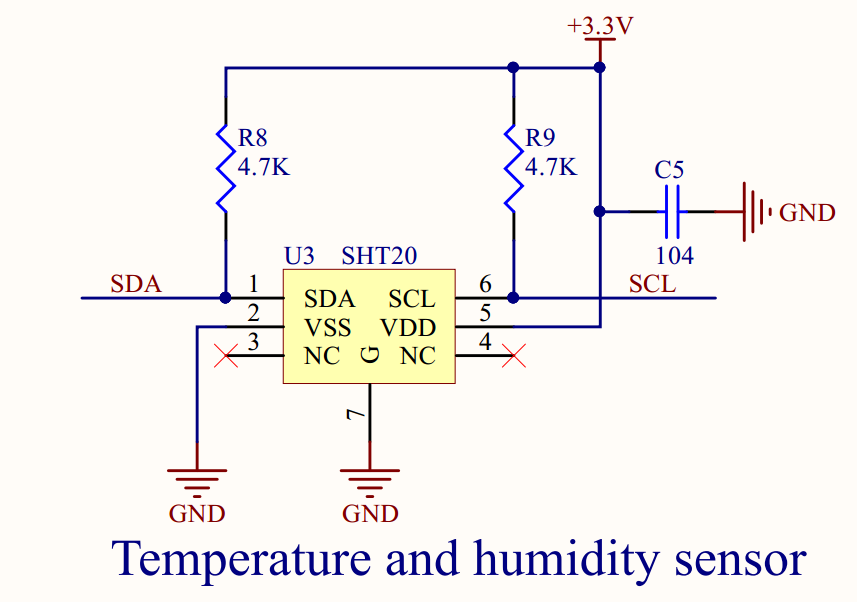 +3.3V
R8
4.7K
R9
4.7K
C5
104
GND
U3 SHT20
SDA
SCL
1
6
SDA SCL
2
5
VSS VDD
3
4
NC G NC
7
GND
GND
Temperature and humidity sensor